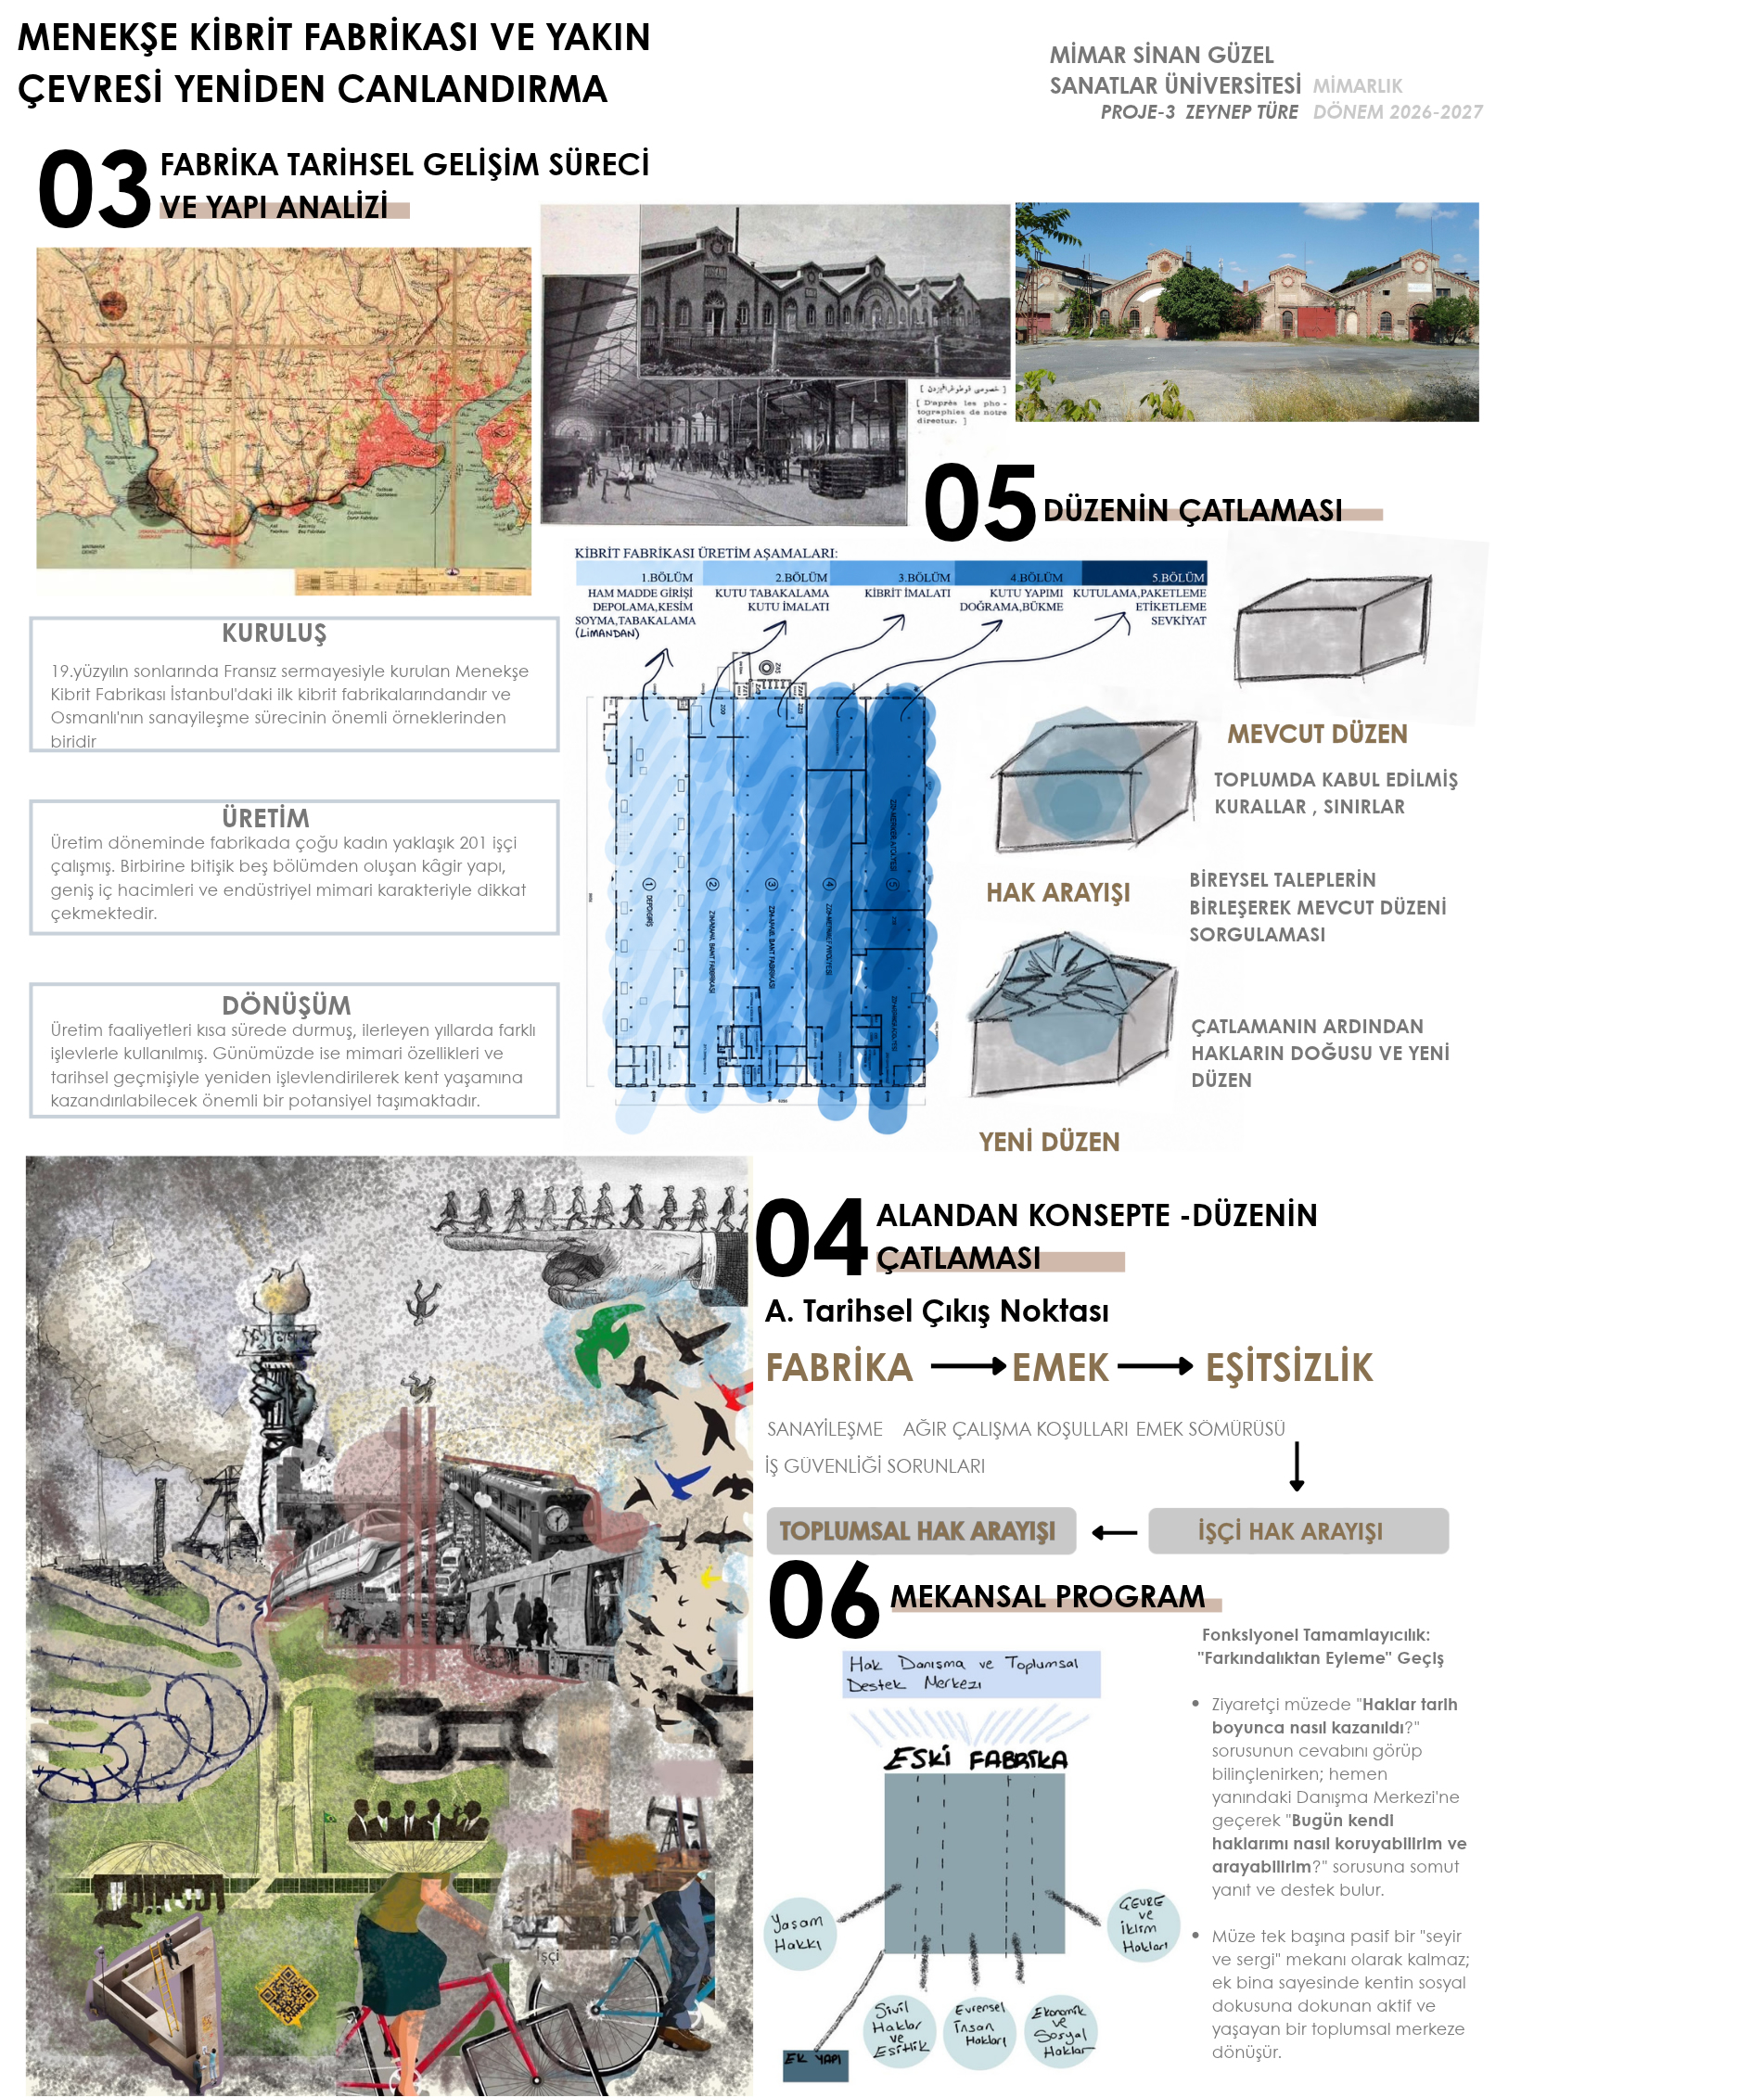 MENEKŞE KİBRİT FABRİKASI VE YAKIN
ÇEVRESİ YENİDEN CANLANDIRMA
MİMAR SİNAN GÜZEL
SANATLAR ÜNİVERSİTESİ MİMARLIK
PROJE-3 ZEYNEP TÜRE DÖNEM 2026-2027
03 FABRİKA TARİHSEL GELİŞİM SÜRECİ
VE YAPI ANALİZİ
[ D'après les pho-
tographies de notre
directur. ]
KURULUŞ
19.yüzyılın sonlarında Fransız sermayesiyle kurulan Menekşe
Kibrit Fabrikası İstanbul'daki ilk kibrit fabrikalarındandır ve
Osmanlı'nın sanayileşme sürecinin önemli örneklerinden
biridir
ÜRETİM
Üretim döneminde fabrikada çoğu kadın yaklaşık 201 işçi
çalışmış. Birbirine bitişik beş bölümden oluşan kâgir yapı,
geniş iç hacimleri ve endüstriyel mimari karakteriyle dikkat
çekmektedir.
DÖNÜŞÜM
Üretim faaliyetleri kısa sürede durmuş, ilerleyen yıllarda farklı
işlevlerle kullanılmış. Günümüzde ise mimari özellikleri ve
tarihsel geçmişiyle yeniden işlevlendirilerek kent yaşamına
kazandırılabilecek önemli bir potansiyel taşımaktadır.
05 DÜZENİN ÇATLAMASI
KİBRİT FABRİKASI ÜRETİM AŞAMALARI:
1.BÖLÜM 2.BÖLÜM 3.BÖLÜM 4.BÖLÜM 5.BÖLÜM
HAM MADDE GİRİŞİ KUTU TABAKALAMA KİBRİT İMALATI KUTU YAPIMI KUTULAMA,PAKETLEME
DEPOLAMA,KESİM KUTU İMALATI DOĞRAMA,BÜKME ETİKETLEME
SOYMA,TABAKALAMA SEVKİYAT
(LİMANDAN)
1 2 3 4 5
MEVCUT DÜZEN
TOPLUMDA KABUL EDİLMİŞ
KURALLAR , SINIRLAR
HAK ARAYIŞI
BİREYSEL TALEPLERİN
BİRLEŞEREK MEVCUT DÜZENİ
SORGULAMASI
ÇATLAMANIN ARDINDAN
HAKLARIN DOĞUSU VE YENİ
DÜZEN
YENİ DÜZEN
04 ALANDAN KONSEPTE -DÜZENİN
ÇATLAMASI
A. Tarihsel Çıkış Noktası
FABRİKA EMEK EŞİTSİZLİK
SANAYİLEŞME AĞIR ÇALIŞMA KOŞULLARI EMEK SÖMÜRÜSÜ
İŞ GÜVENLİĞİ SORUNLARI
TOPLUMSAL HAK ARAYIŞI İŞÇİ HAK ARAYIŞI
06 MEKANSAL PROGRAM
Hak Danışma ve Toplumsal
Destek Merkezi
ESKİ FABRİKA
Yaşam
Hakkı
ÇEVRE
ve
İklim
Hakları
Sivil
Haklar
ve
Eşitlik
Evrensel
İnsan
Hakları
Ekonomik
ve
Sosyal
Haklar
EK YAPI
Fonksiyonel Tamamlayıcılık:
"Farkındalıktan Eyleme" Geçiş
• Ziyaretçi müzede "Haklar tarih
boyunca nasıl kazanıldı?"
sorusunun cevabını görüp
bilinçlenirken; hemen
yanındaki Danışma Merkezi'ne
geçerek "Bugün kendi
haklarımı nasıl koruyabilirim ve
arayabilirim?" sorusuna somut
yanıt ve destek bulur.
• Müze tek başına pasif bir "seyir
ve sergi" mekanı olarak kalmaz;
ek bina sayesinde kentin sosyal
dokusuna dokunan aktif ve
yaşayan bir toplumsal merkeze
dönüşür.
işçi